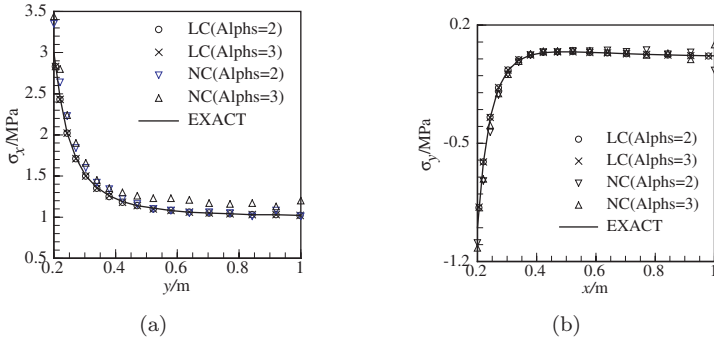 σx/MPa
3.5
3
2.5
2
1.5
1
0.5
0.2
0.4
0.6
0.8
1
y/m
LC(Alphs=2)
LC(Alphs=3)
NC(Alphs=2)
NC(Alphs=3)
EXACT
(a)
σy/MPa
0.2
-0.5
-1.2
0.2
0.4
0.6
0.8
1
x/m
LC(Alphs=2)
LC(Alphs=3)
NC(Alphs=2)
NC(Alphs=3)
EXACT
(b)